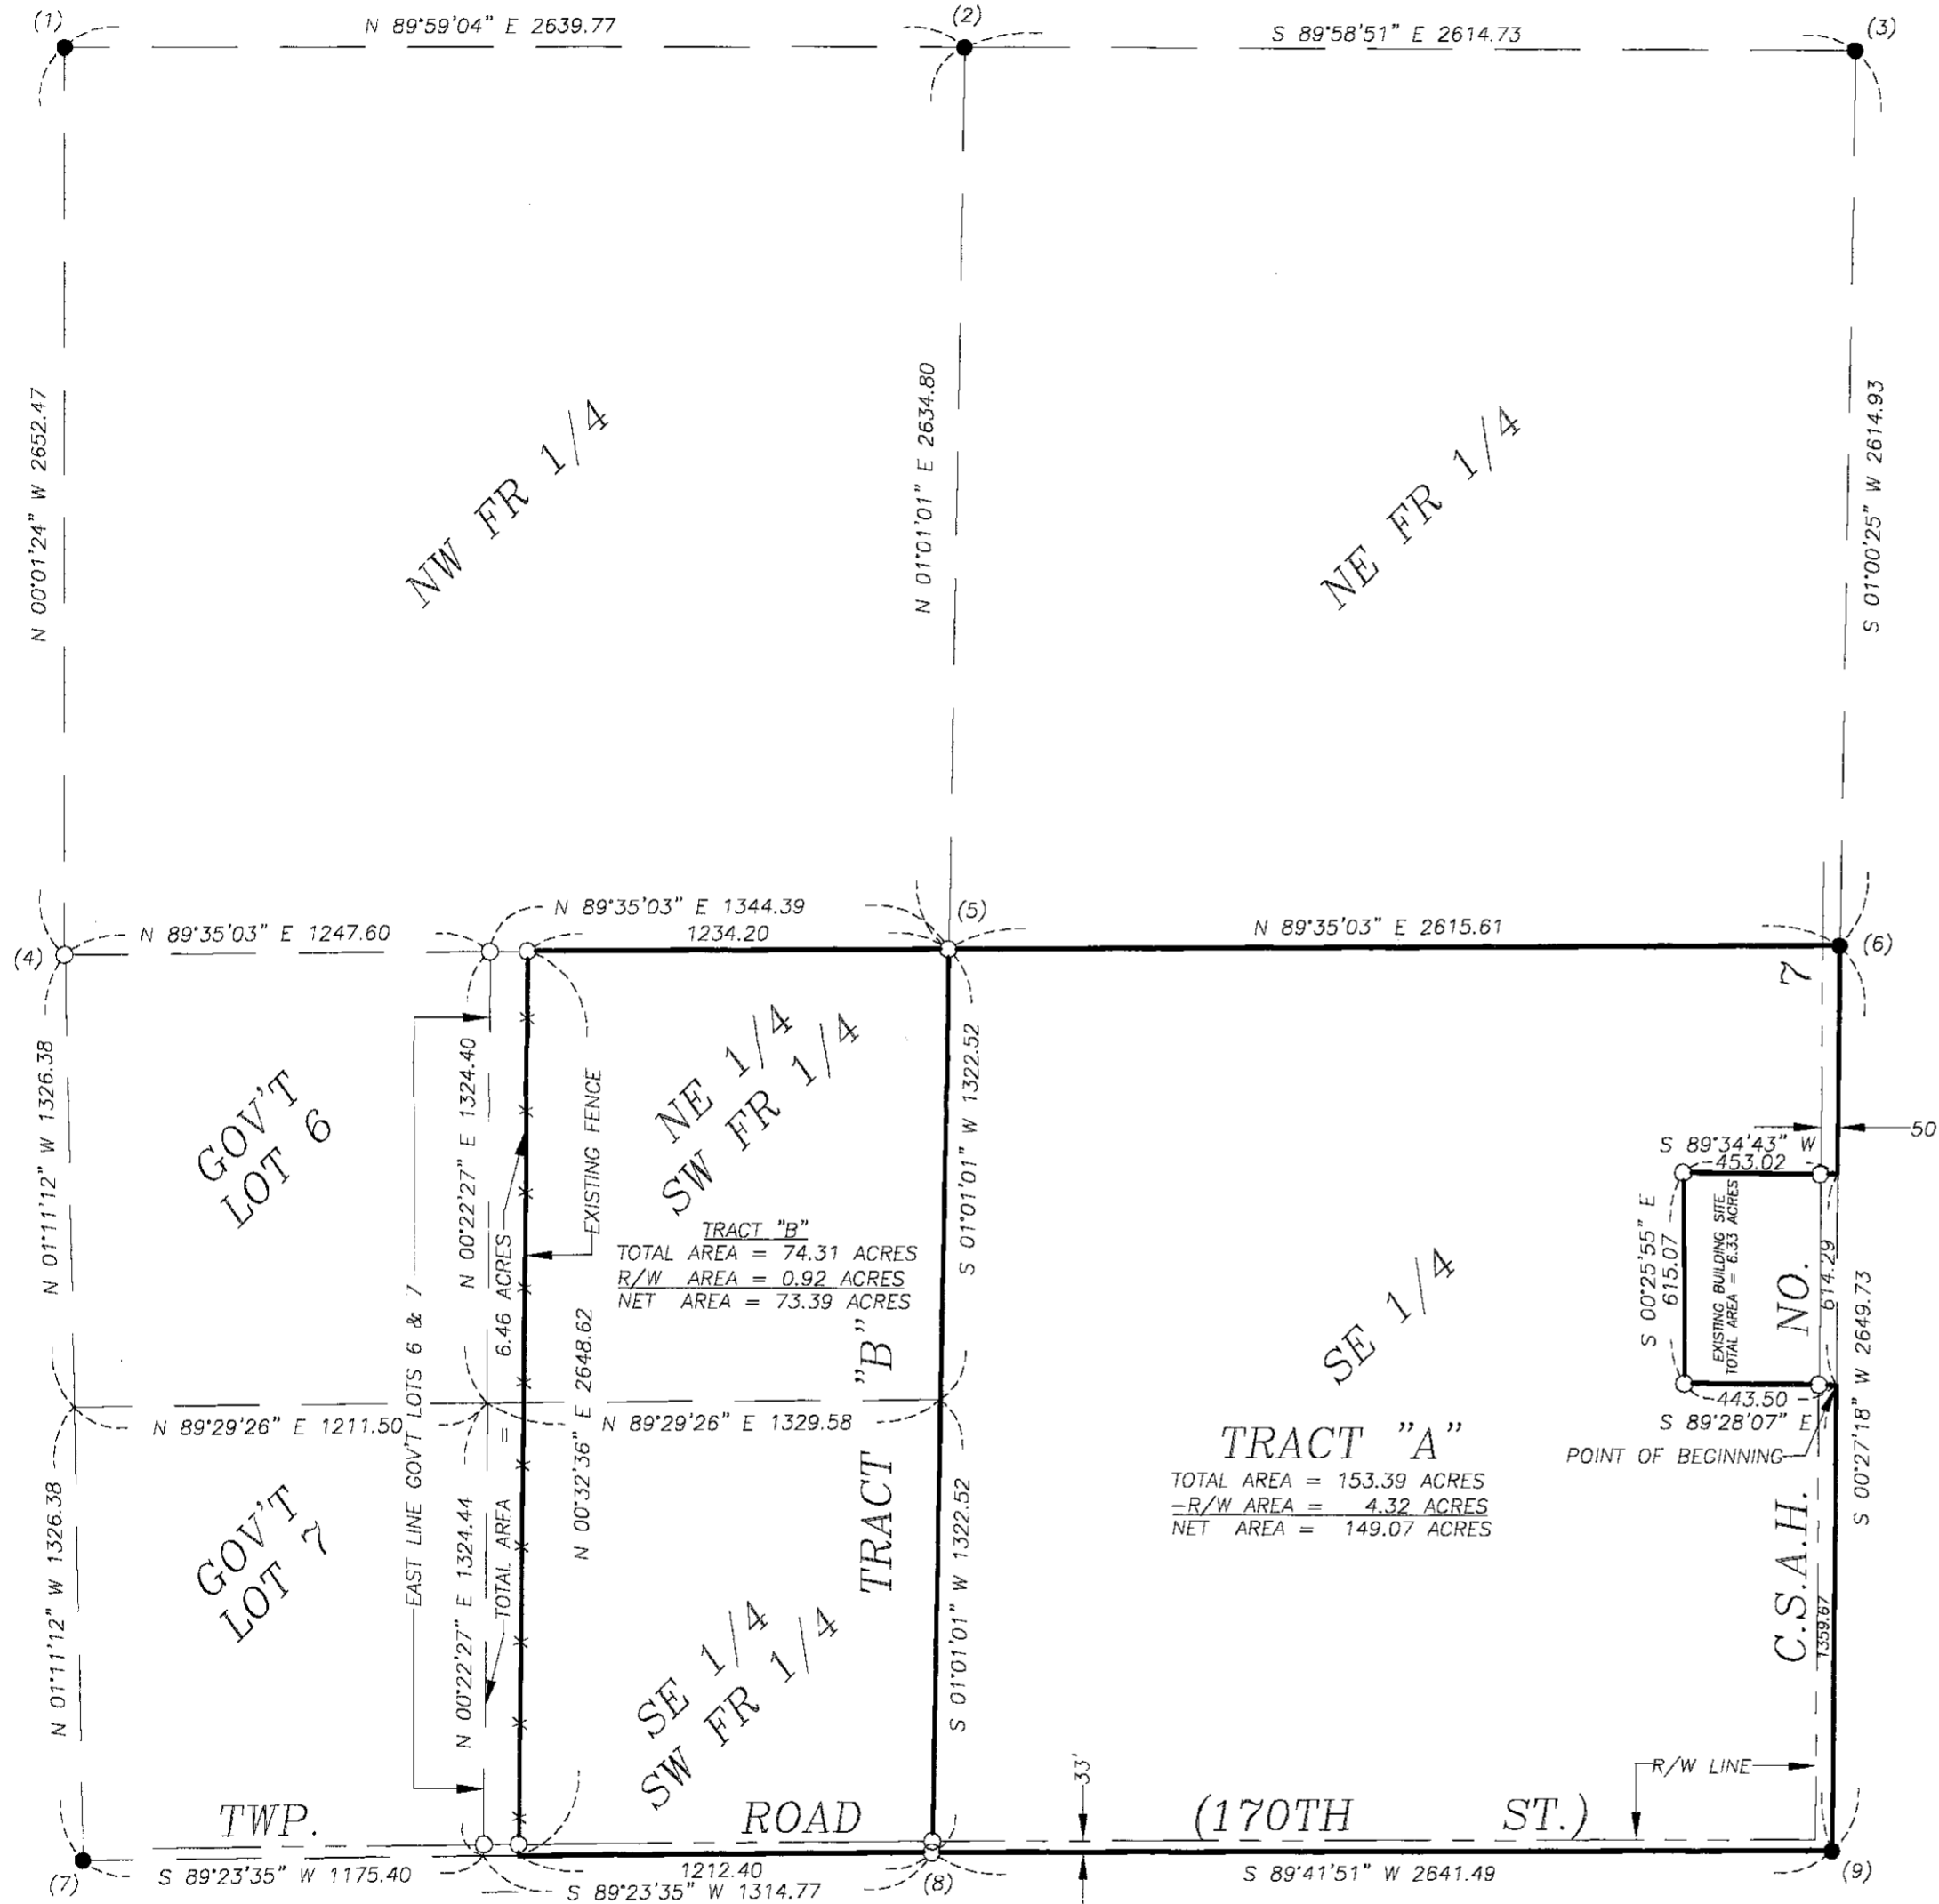 (1)
N 89°59'04" E 2639.77
(2)
S 89°58'51" E 2614.73
(3)
N 00°01'24" W 2652.47
N 01°01'01" E 2634.80
S 01°00'25" W 2614.93
NW FR 1/4
NE FR 1/4
(4)
N 89°35'03" E 1247.60
N 89°35'03" E 1344.39
1234.20
(5)
N 89°35'03" E 2615.61
(6)
N 01°11'12" W 1326.38
GOV'T
LOT 6
EAST LINE GOV'T LOTS 6 & 7
N 00°22'27" E 1324.40
TOTAL AREA = 6.46 ACRES
EXISTING FENCE
N 00°32'36" E 2648.62
NE 1/4
SW FR 1/4
TRACT "B"
TOTAL AREA = 74.31 ACRES
R/W AREA = 0.92 ACRES
NET AREA = 73.39 ACRES
S 01°01'01" W 1322.52
SE 1/4
50
S 89°34'43" W
453.02
S 00°25'55" E
615.07
EXISTING BUILDING SITE
TOTAL AREA = 6.33 ACRES
614.29
S 00°27'18" W 2649.73
443.50
S 89°28'07" E
POINT OF BEGINNING
C.S.A.H. NO. 7
1359.67
N 89°29'26" E 1211.50
N 89°29'26" E 1329.58
TRACT "B"
TRACT "A"
TOTAL AREA = 153.39 ACRES
-R/W AREA = 4.32 ACRES
NET AREA = 149.07 ACRES
N 01°11'12" W 1326.38
GOV'T
LOT 7
N 00°22'27" E 1324.44
SE 1/4
SW FR 1/4
S 01°01'01" W 1322.52
33'
R/W LINE
TWP. ROAD (170TH ST.)
(7)
S 89°23'35" W 1175.40
1212.40
S 89°23'35" W 1314.77
(8)
S 89°41'51" W 2641.49
(9)